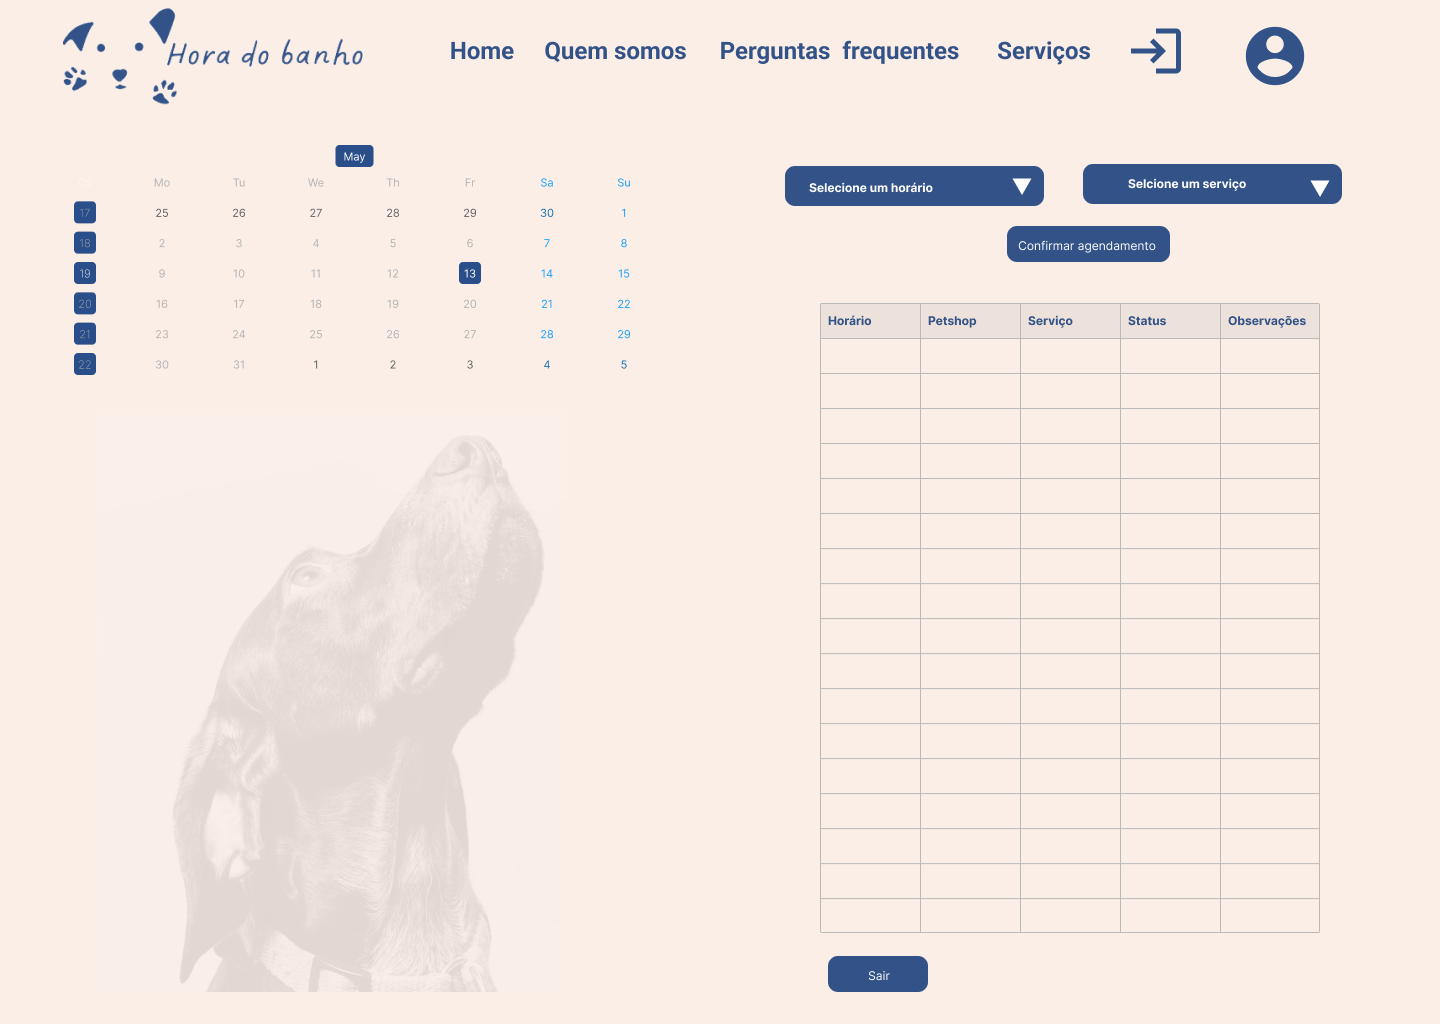 Hora do banho
Home Quem somos Perguntas frequentes Serviços
May
Mo Tu We Th Fr Sa Su
17 25 26 27 28 29 30 1
18 2 3 4 5 6 7 8
19 9 10 11 12 13 14 15
20 16 17 18 19 20 21 22
21 23 24 25 26 27 28 29
22 30 31 1 2 3 4 5
Selecione um horário
Selcione um serviço
Confirmar agendamento
Horário Petshop Serviço Status Observações
Sair